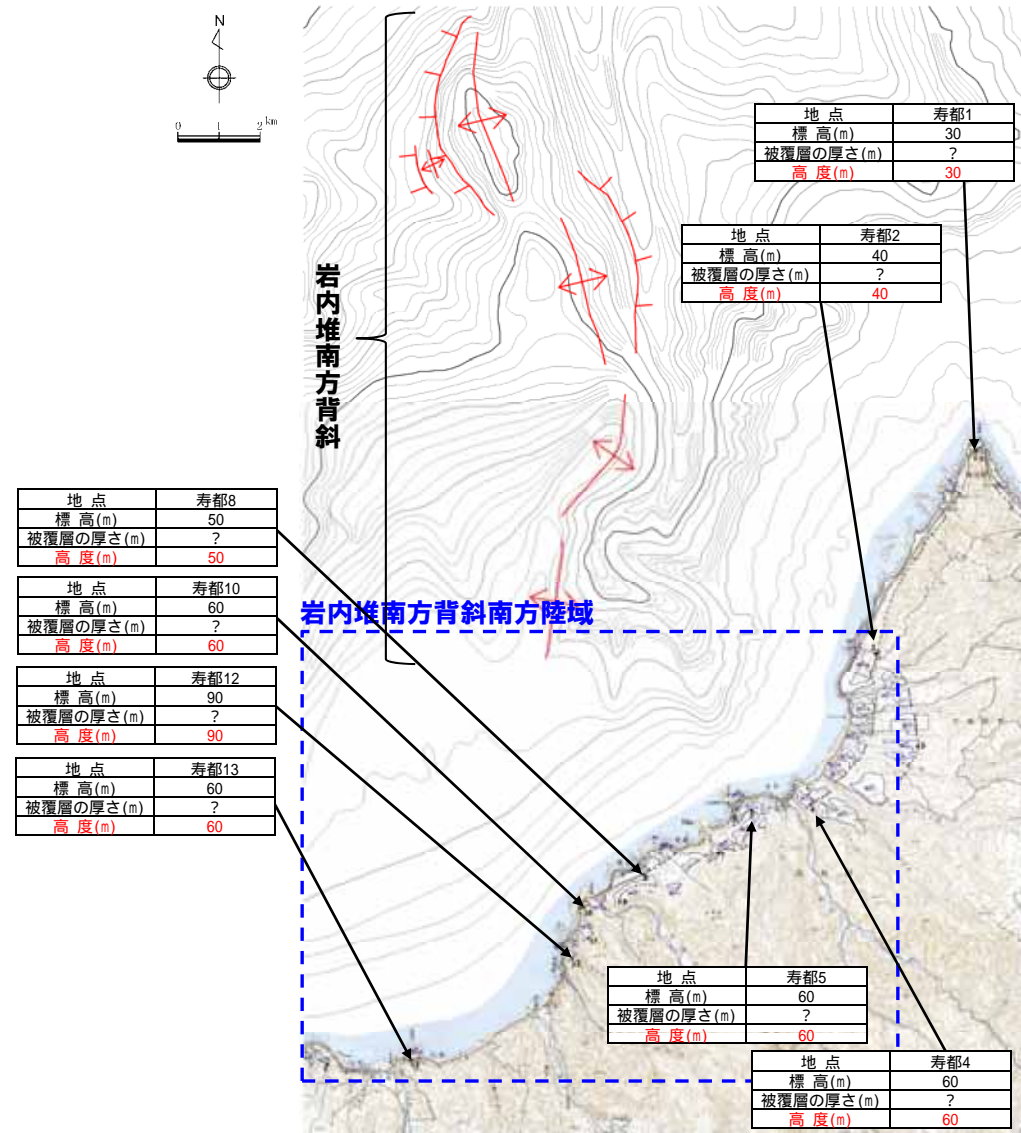 N
0 1 2 km
地 点 寿都1
標 高(m) 30
被覆層の厚さ(m) ?
高 度(m) 30
地 点 寿都2
標 高(m) 40
被覆層の厚さ(m) ?
高 度(m) 40
岩内堆南方背斜
地 点 寿都8
標 高(m) 50
被覆層の厚さ(m) ?
高 度(m) 50
地 点 寿都10
標 高(m) 60
被覆層の厚さ(m) ?
高 度(m) 60
岩内堆南方背斜南方陸域
地 点 寿都12
標 高(m) 90
被覆層の厚さ(m) ?
高 度(m) 90
地 点 寿都13
標 高(m) 60
被覆層の厚さ(m) ?
高 度(m) 60
地 点 寿都5
標 高(m) 60
被覆層の厚さ(m) ?
高 度(m) 60
地 点 寿都4
標 高(m) 60
被覆層の厚さ(m) ?
高 度(m) 60